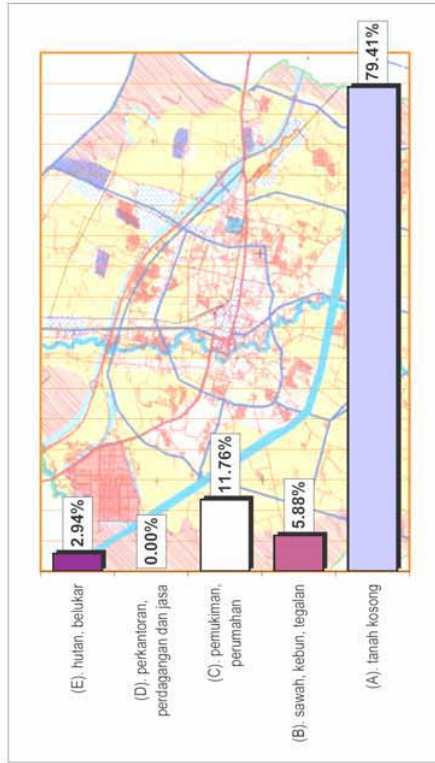 (E). hutan, belukar
2.94%
(D). perkantoran,
perdagangan dan jasa
0.00%
(C). pemukiman,
perumahan
11.76%
(B). sawah, kebun, tegalan
5.88%
(A). tanah kosong
79.41%